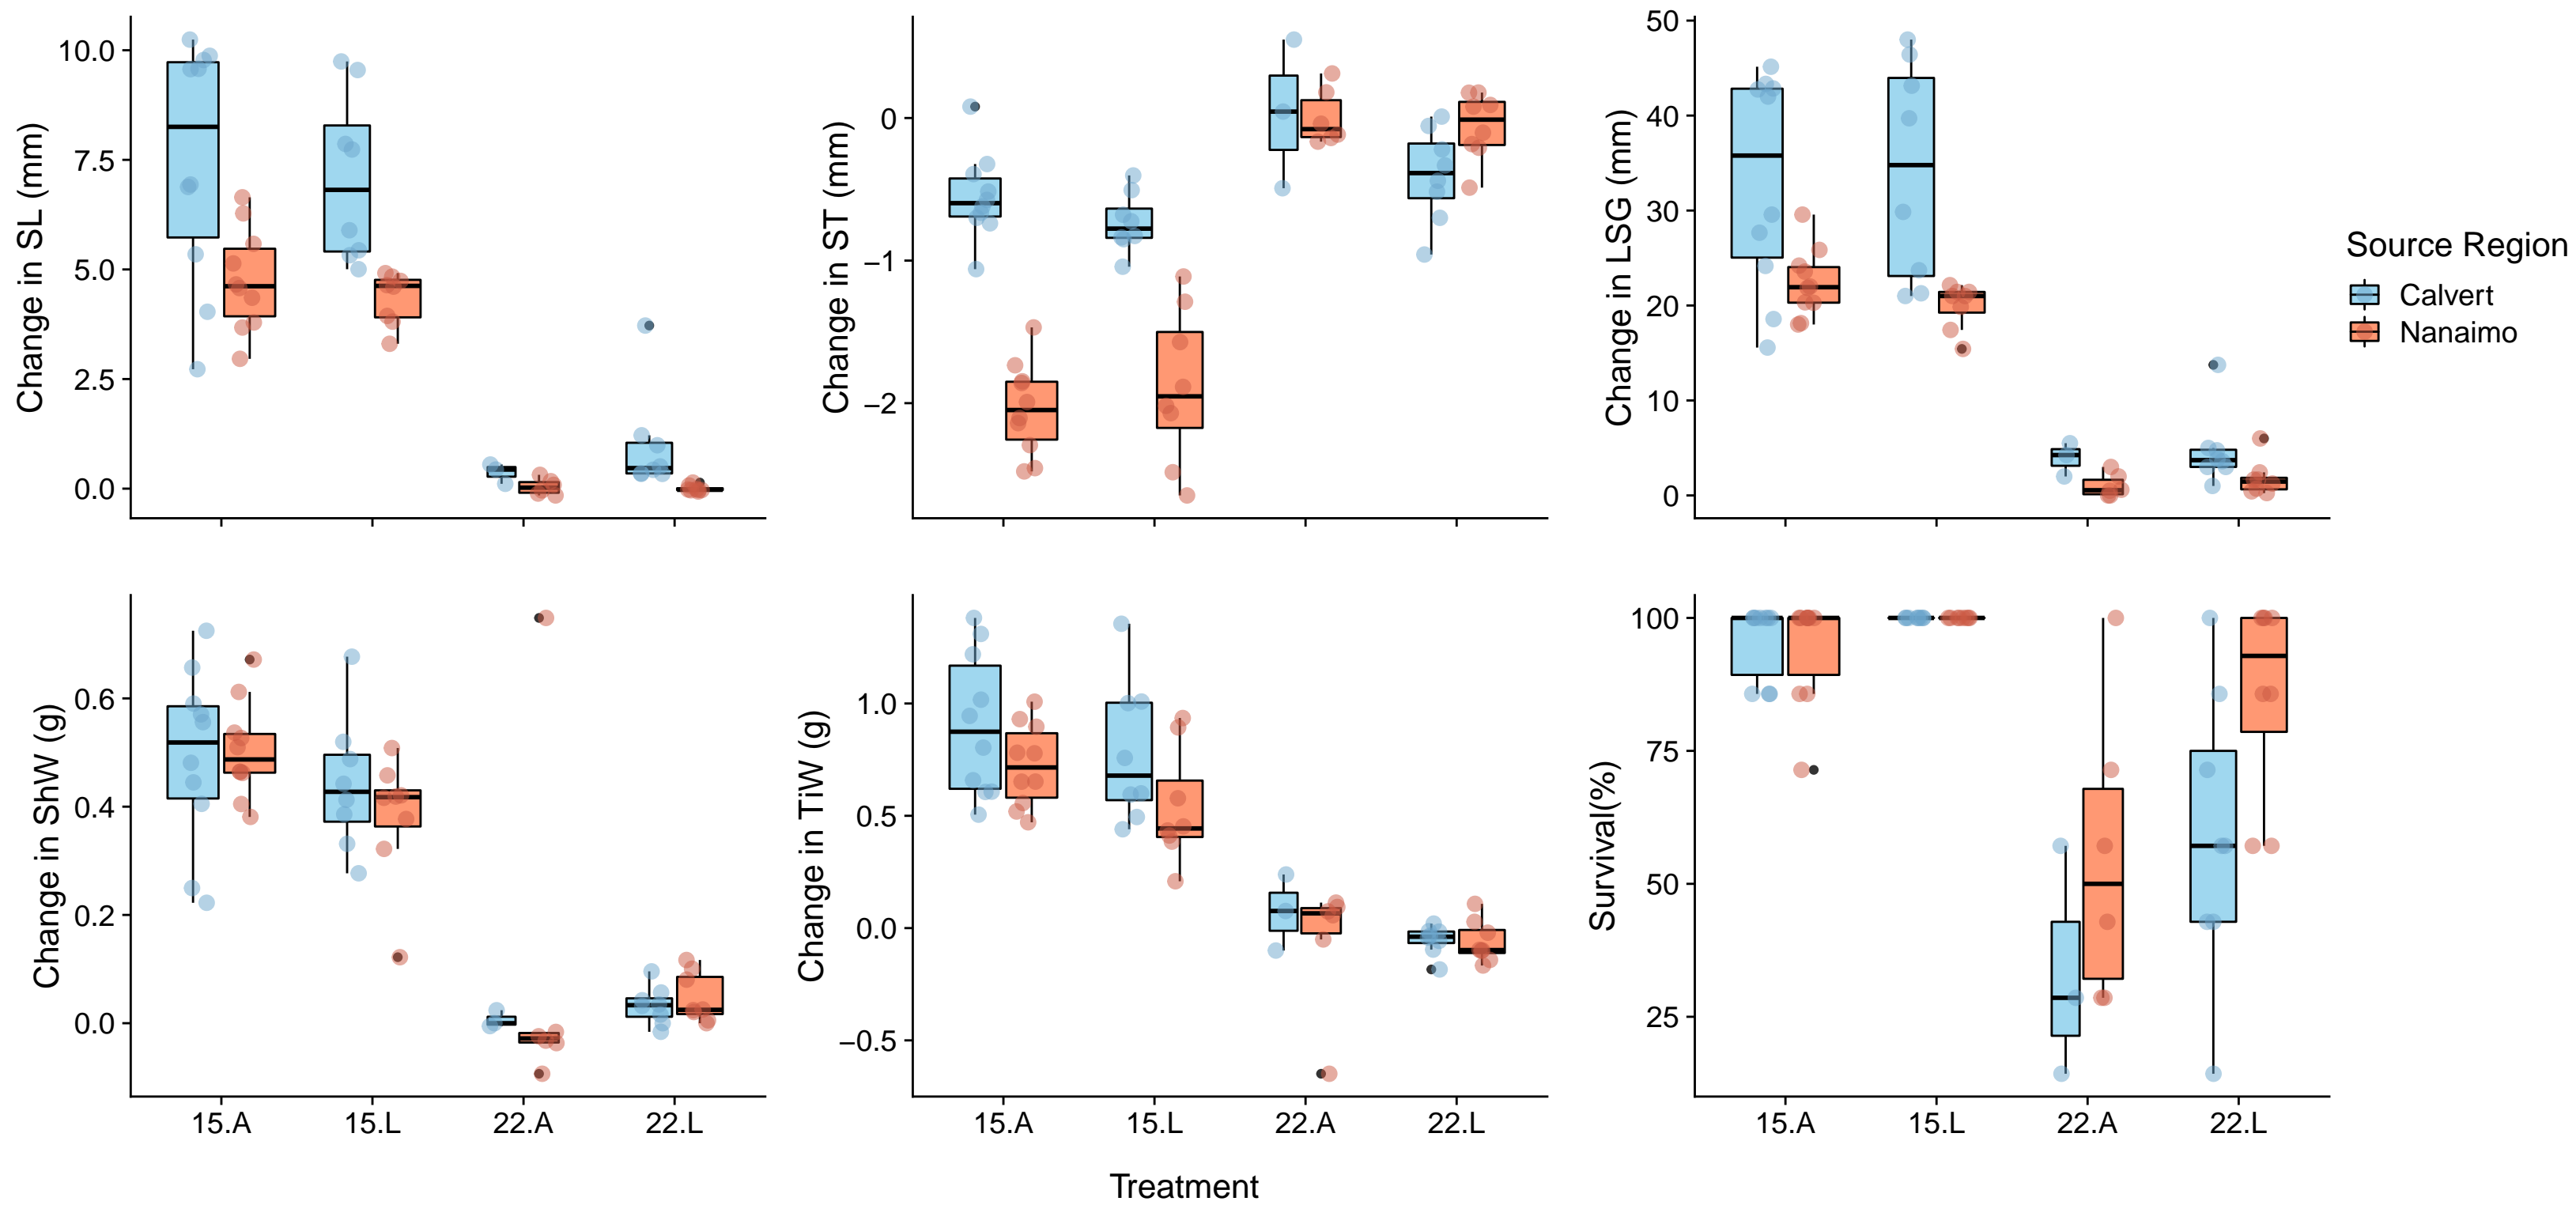 Change in SL (mm)
10.0
7.5
5.0
2.5
0.0
Change in ST (mm)
0
−1
−2
Change in LSG (mm)
50
40
30
20
10
0
Source Region
Calvert
Nanaimo
Change in ShW (g)
0.6
0.4
0.2
0.0
15.A 15.L 22.A 22.L
Change in TiW (g)
1.0
0.5
0.0
−0.5
15.A 15.L 22.A 22.L
Survival(%)
100
75
50
25
15.A 15.L 22.A 22.L
Treatment